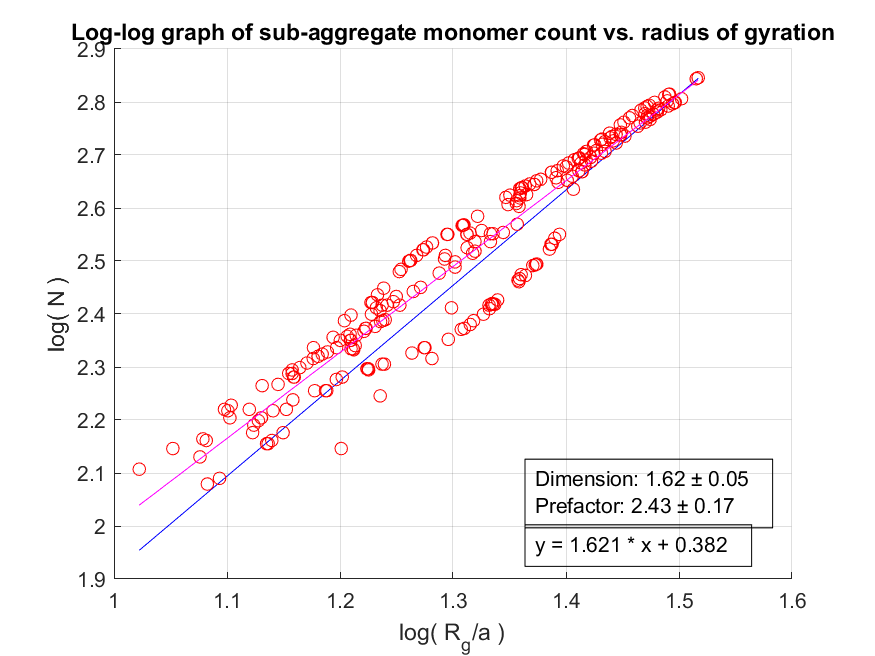 Log-log graph of sub-aggregate monomer count vs. radius of gyration
2.9
2.8
2.7
2.6
2.5
2.4
2.3
2.2
2.1
2
1.9
log( N )
Dimension: 1.62 ± 0.05
Prefactor: 2.43 ± 0.17
y = 1.621 * x + 0.382
1 1.1 1.2 1.3 1.4 1.5 1.6
log( Rg/a )